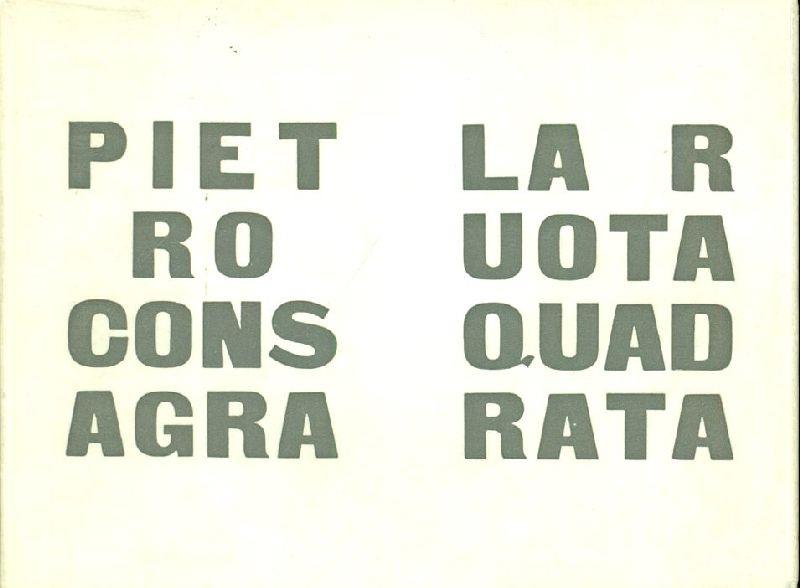 PIET
RO
CONS
AGRA
LA R
UOTA
QUAD
RATA